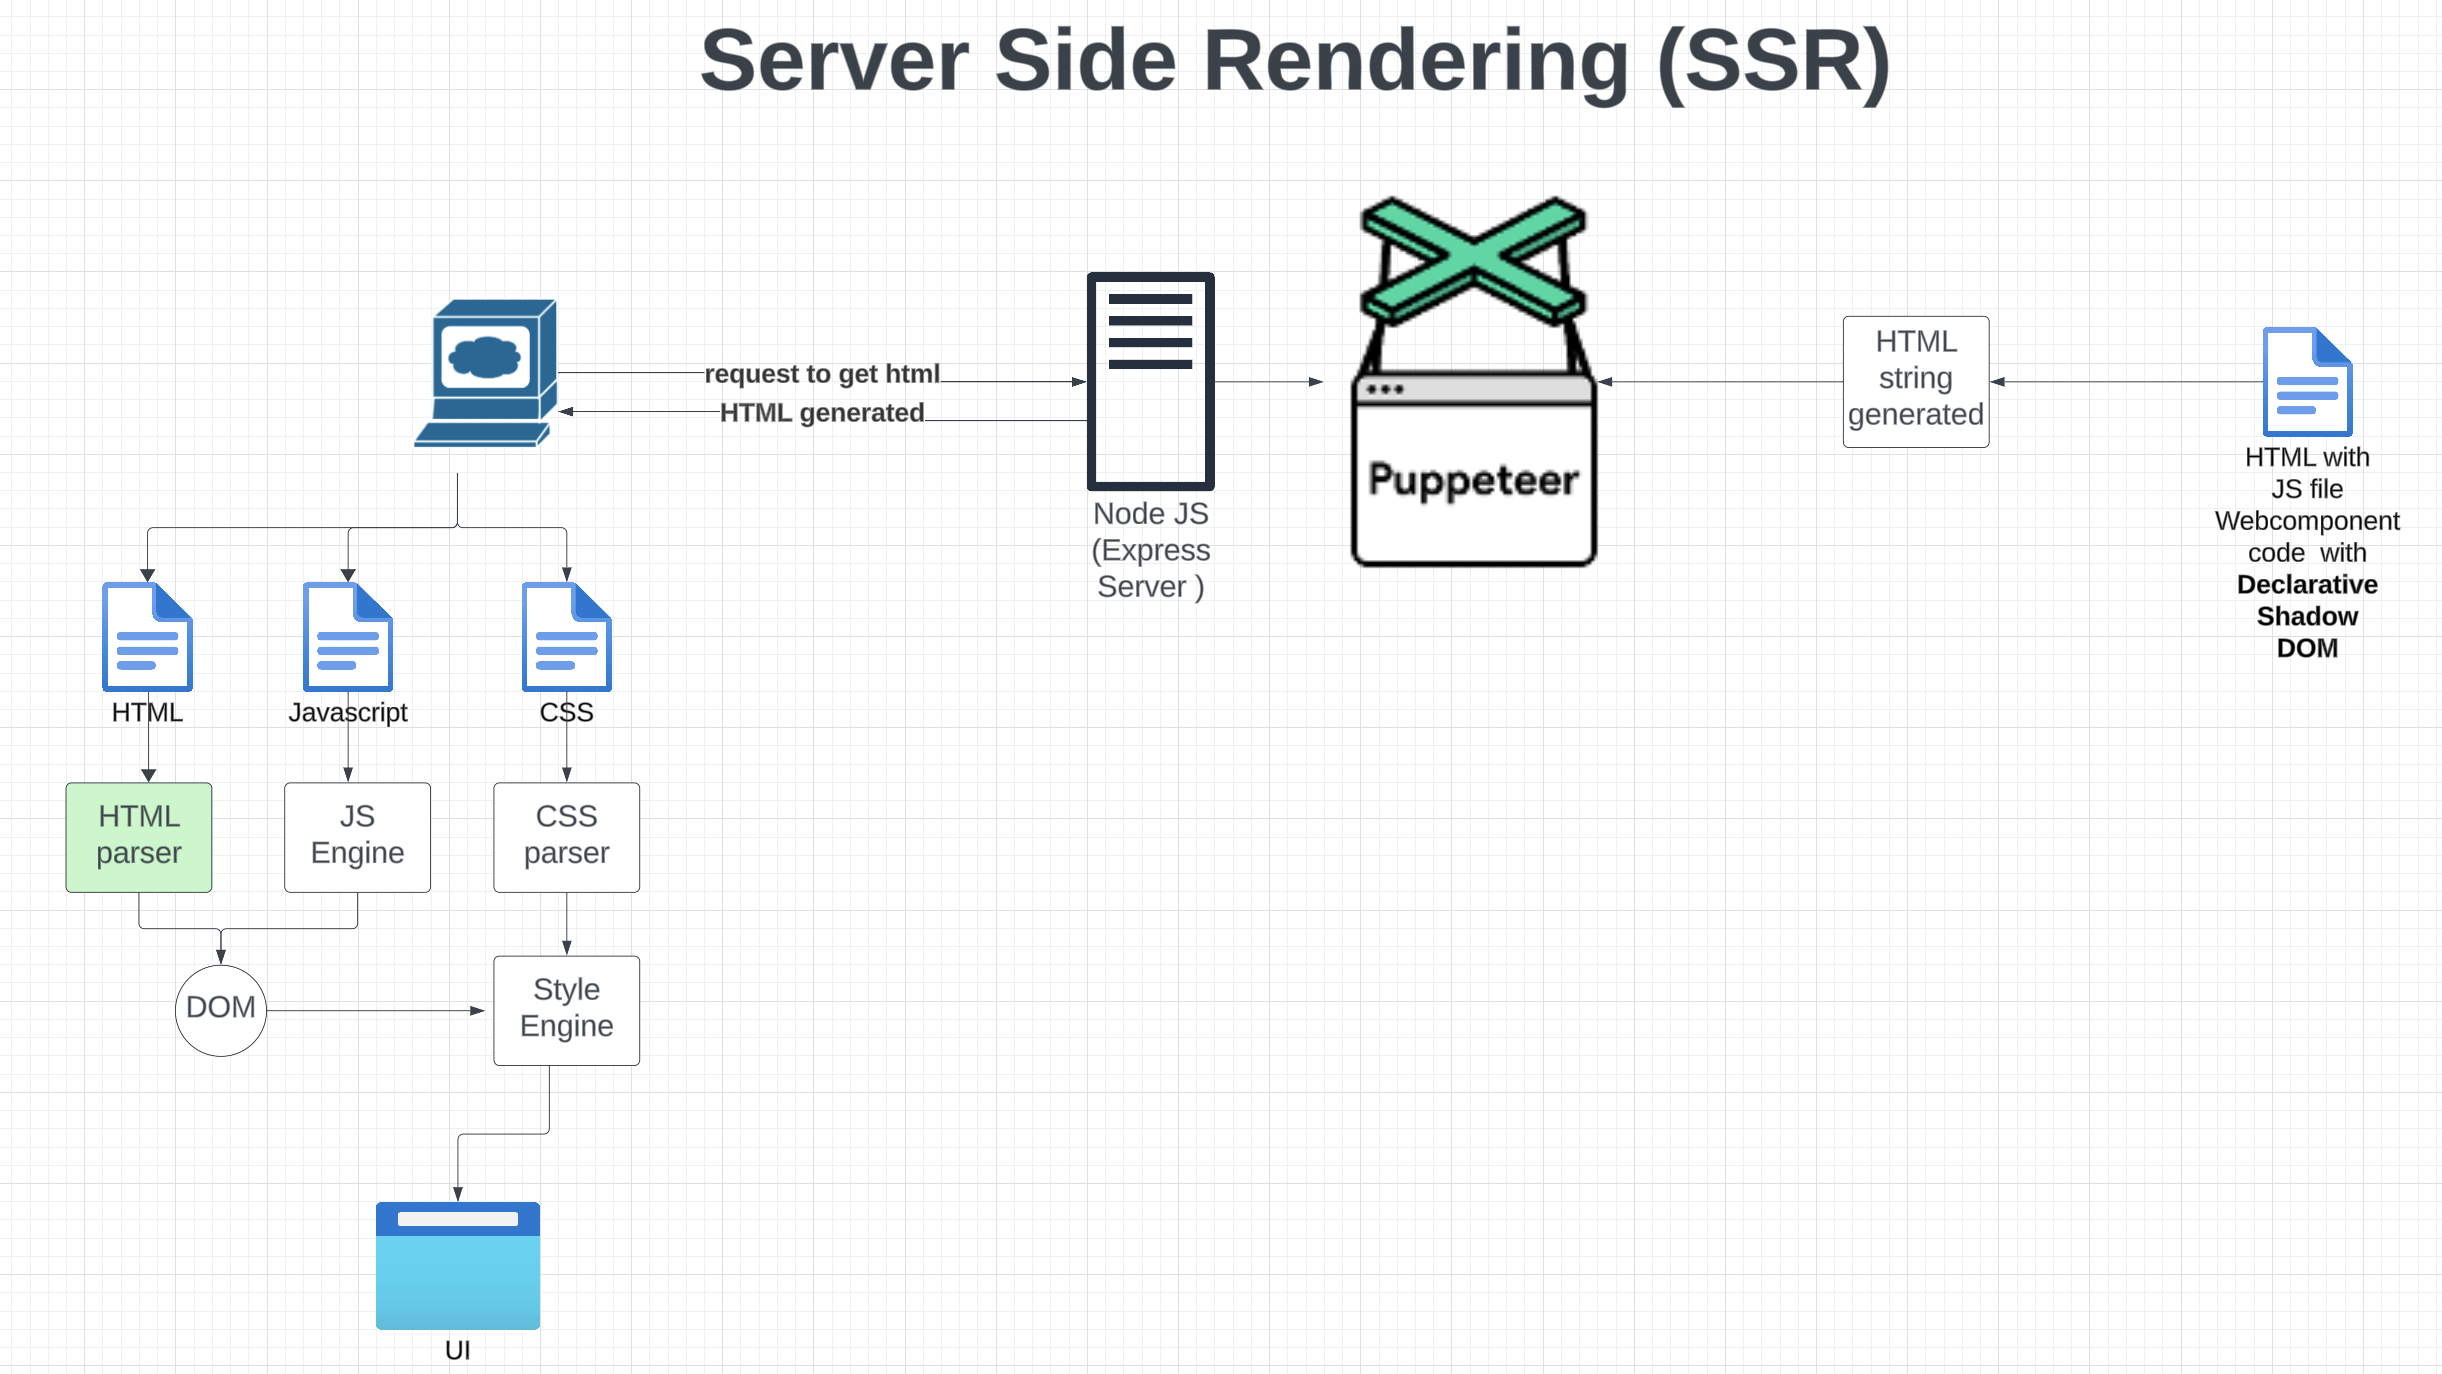 Server Side Rendering (SSR)
request to get html
HTML generated
Node JS
(Express
Server )
Puppeteer
HTML
string
generated
HTML with
JS file
Webcomponent
code  with
Declarative
Shadow
DOM
HTML
Javascript
CSS
HTML
parser
JS
Engine
CSS
parser
DOM
Style
Engine
UI